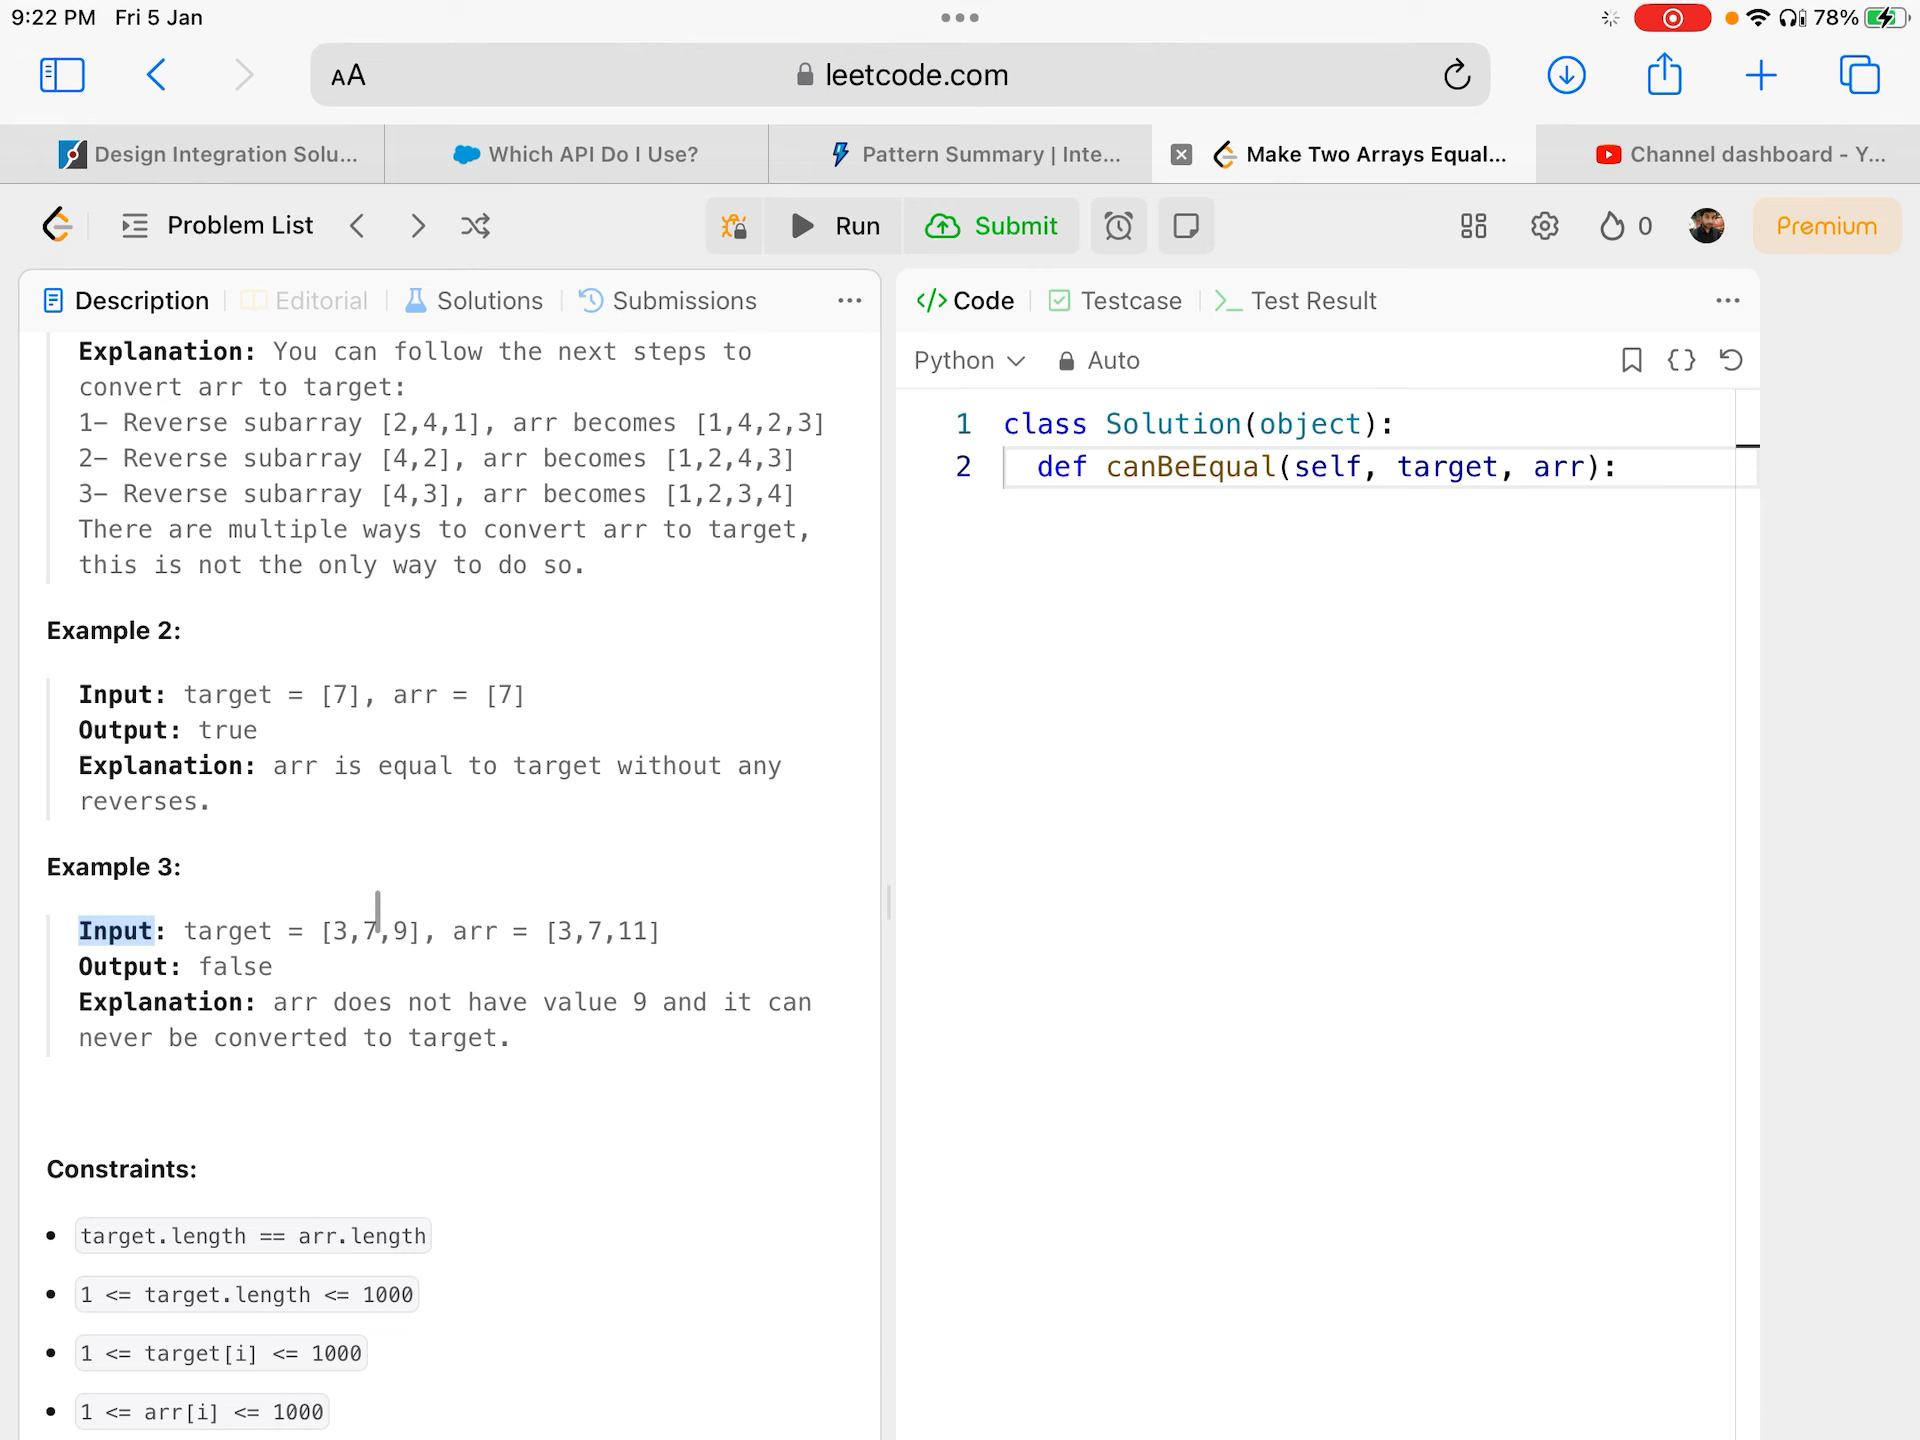 9:22 PM Fri 5 Jan
78%
AA
leetcode.com
Design Integration Solu...
Which API Do I Use?
Pattern Summary | Inte...
Make Two Arrays Equal...
Channel dashboard - Y...
Problem List
Run
Submit
0
Premium
Description
Editorial
Solutions
Submissions
Explanation: You can follow the next steps to
convert arr to target:
1- Reverse subarray [2,4,1], arr becomes [1,4,2,3]
2- Reverse subarray [4,2], arr becomes [1,2,4,3]
3- Reverse subarray [4,3], arr becomes [1,2,3,4]
There are multiple ways to convert arr to target,
this is not the only way to do so.
Example 2:
Input: target = [7], arr = [7]
Output: true
Explanation: arr is equal to target without any
reverses.
Example 3:
Input: target = [3,7,9], arr = [3,7,11]
Output: false
Explanation: arr does not have value 9 and it can
never be converted to target.
Constraints:
• target.length == arr.length
• 1 <= target.length <= 1000
• 1 <= target[i] <= 1000
• 1 <= arr[i] <= 1000
</> Code
Testcase
>_ Test Result
Python
Auto
{}
1 class Solution(object):
2 def canBeEqual(self, target, arr):